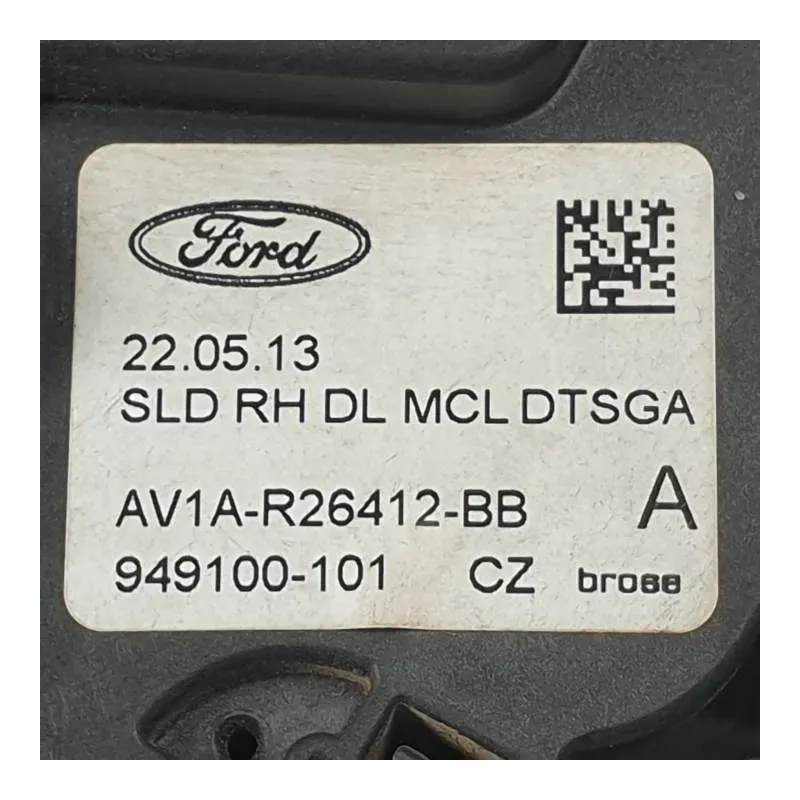 Ford
22.05.13
SLD RH DL MCL DTSGA
AV1A-R26412-BB A
949100-101 CZ brose